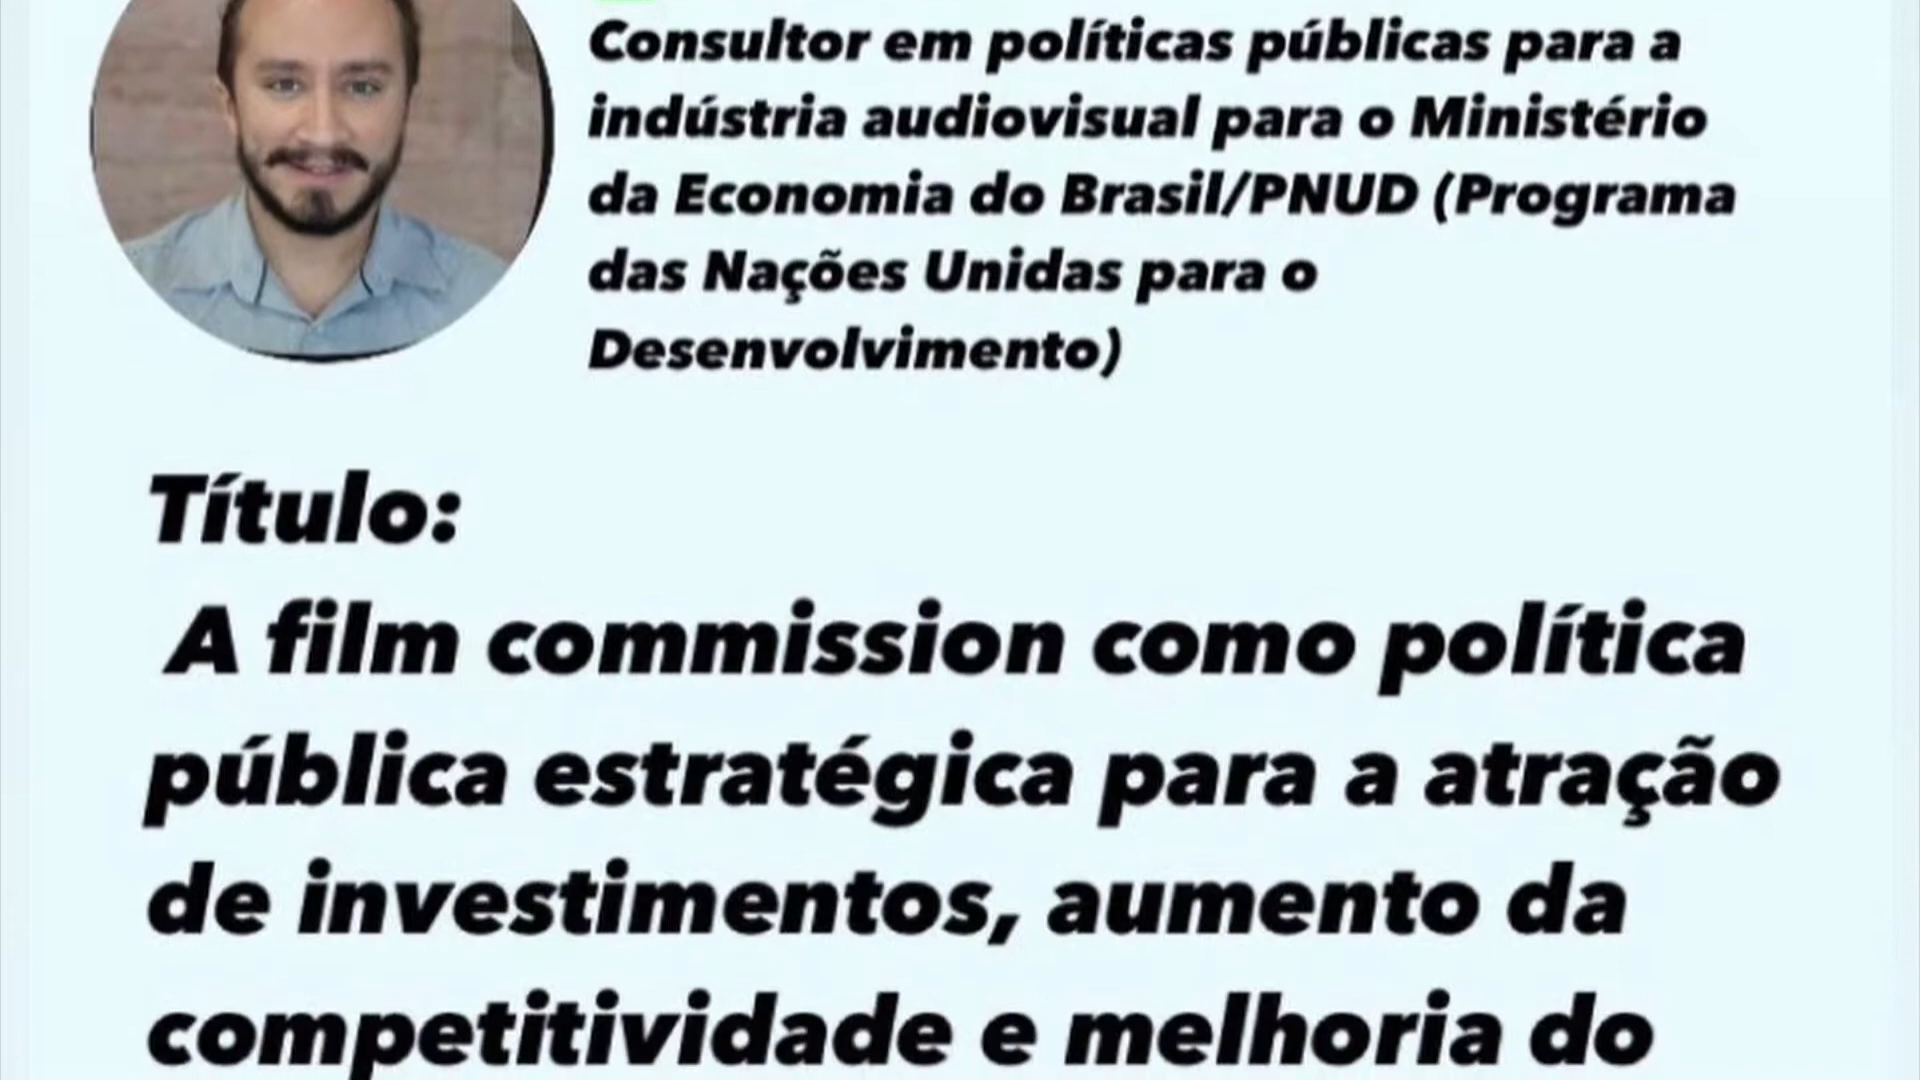 Consultor em políticas públicas para a
indústria audiovisual para o Ministério
da Economia do Brasil/PNUD (Programa
das Nações Unidas para o
Desenvolvimento)
Título:
A film commission como política
pública estratégica para a atração
de investimentos, aumento da
competitividade e melhoria do